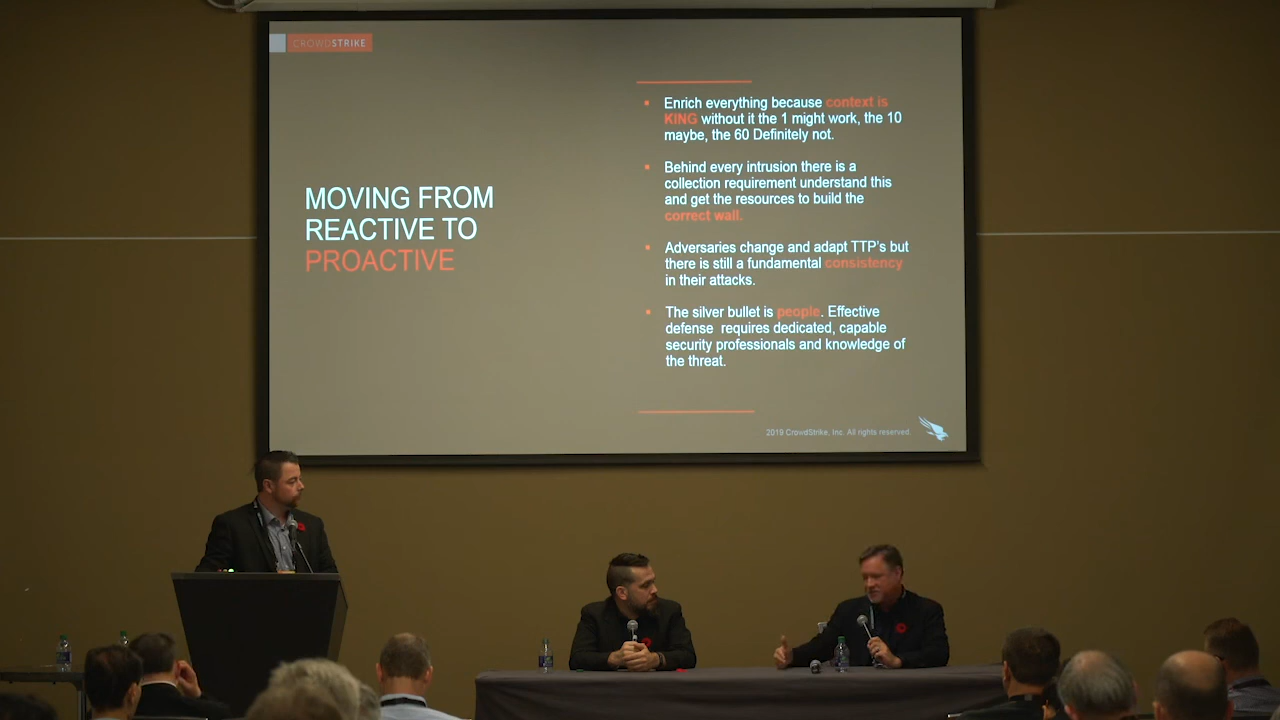 CROWDSTRIKE
MOVING FROM
REACTIVE TO
PROACTIVE
Enrich everything because context is
KING without it the 1 might work, the 10
maybe, the 60 Definitely not.
Behind every intrusion there is a
collection requirement understand this
and get the resources to build the
correct wall.
Adversaries change and adapt TTP's but
there is still a fundamental consistency
in their attacks.
The silver bullet is people. Effective
defense requires dedicated, capable
security professionals and knowledge of
the threat.
2019 CrowdStrike, Inc. All rights reserved.